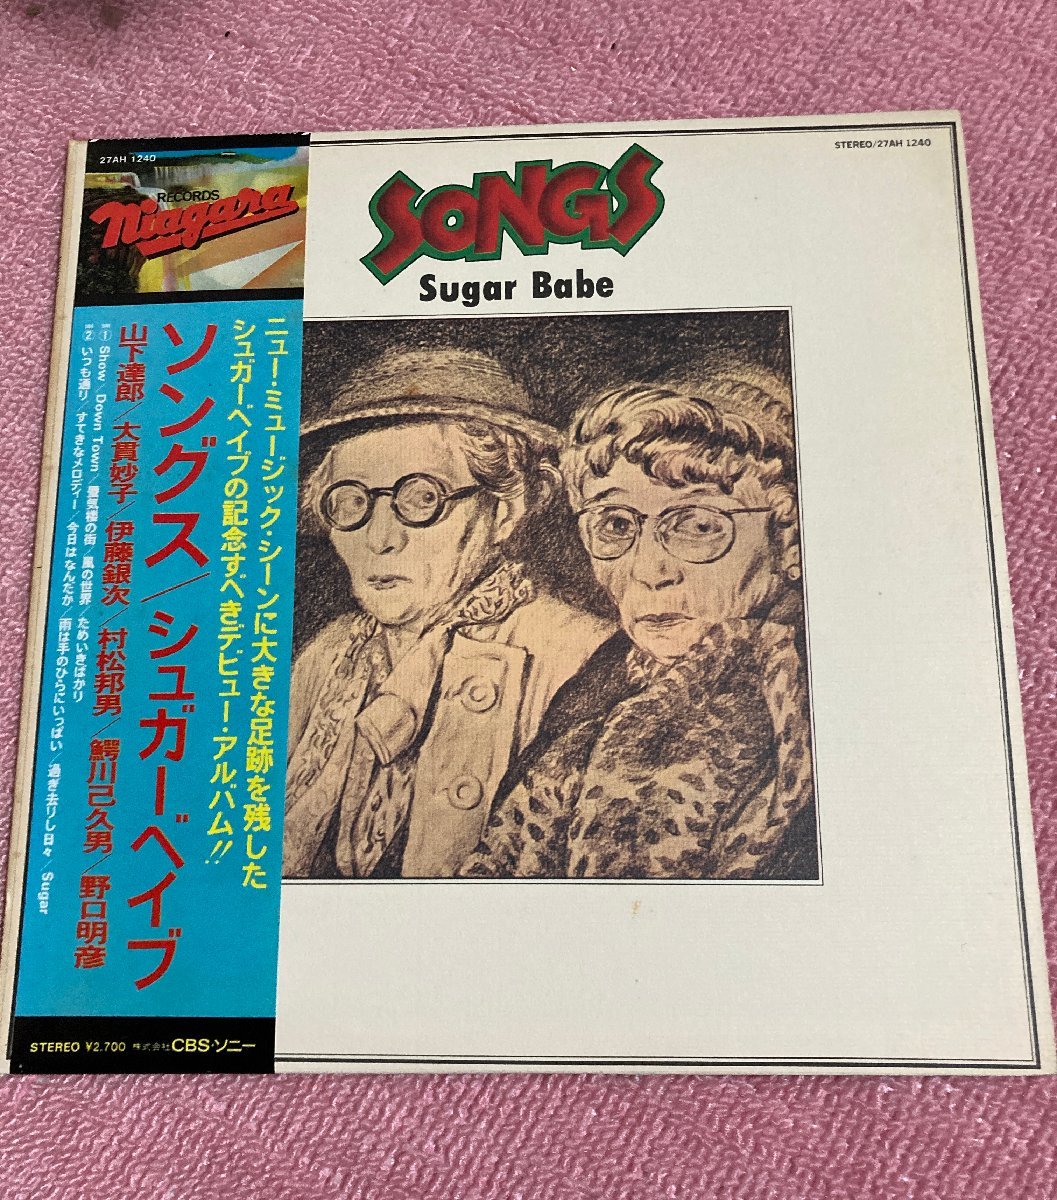 27AH 1240
RECORDS
Niagara
ニュー・ミュージック・シーンに大きな足跡を残した
シュガーベイブの記念すべきデビュー・アルバム!!
ソングス/シュガーベイブ
山下達郎/大貫妙子/伊藤銀次/村松邦男/鰐川己久男/野口明彦
① Show/Down Town/蜃気楼の街/風の世界/ためいきばかり
② いつも通り/すてきなメロディー/今日はなんだか/雨は手のひらにいっぱい/過ぎ去りし日々/Sugar
STEREO ¥2,700 株式会社 CBS・ソニー
STEREO/27AH 1240
SONGS
Sugar Babe